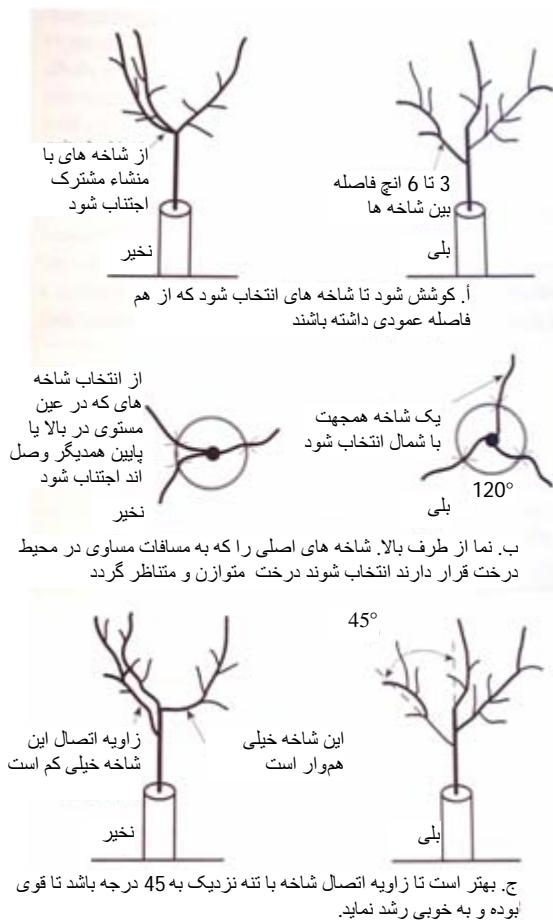 از شاخه های با
منشاء مشترک
اجتناب شود
نخیر
3 تا 6 انچ فاصله
بین شاخه ها
بلی
أ. کوشش شود تا شاخه های انتخاب شود که از هم
فاصله عمودی داشته باشند
از انتخاب شاخه
های که در عین
مستوی در بالا یا
پایین همدیگر وصل
اند اجتناب شود
نخیر
یک شاخه همجهت
با شمال انتخاب شود
120°
بلی
ب. نما از طرف بالا. شاخه های اصلی را که به مسافات مساوی در محیط
درخت قرار دارند انتخاب شوند درخت متوازن و متناظر گردد
45°
زاویه اتصال این
شاخه خیلی کم است
نخیر
این شاخه خیلی
هموار است
بلی
ج. بهتر است تا زاویه اتصال شاخه با تنه نزدیک به 45 درجه باشد تا قوی
بوده و به خوبی رشد نماید.